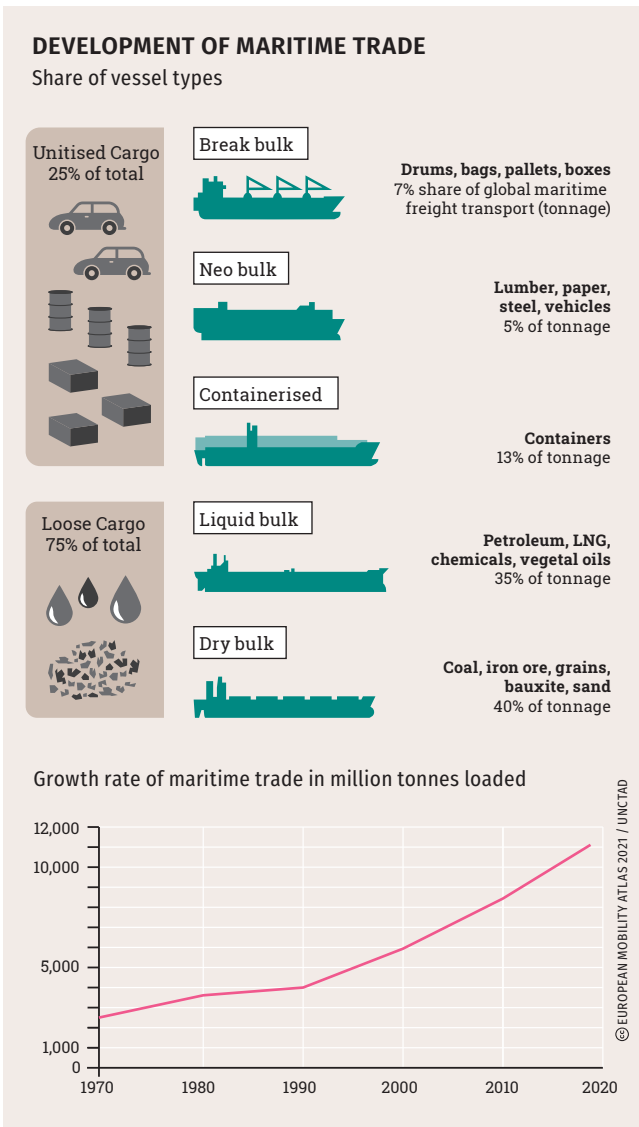 DEVELOPMENT OF MARITIME TRADE
Share of vessel types
Unitised Cargo
25% of total
Break bulk
Drums, bags, pallets, boxes
7% share of global maritime
freight transport (tonnage)
Neo bulk
Lumber, paper,
steel, vehicles
5% of tonnage
Containerised
Containers
13% of tonnage
Loose Cargo
75% of total
Liquid bulk
Petroleum, LNG,
chemicals, vegetal oils
35% of tonnage
Dry bulk
Coal, iron ore, grains,
bauxite, sand
40% of tonnage
Growth rate of maritime trade in million tonnes loaded
12,000
10,000
5,000
1,000
0
1970 1980 1990 2000 2010 2020
cc EUROPEAN MOBILITY ATLAS 2021 / UNCTAD